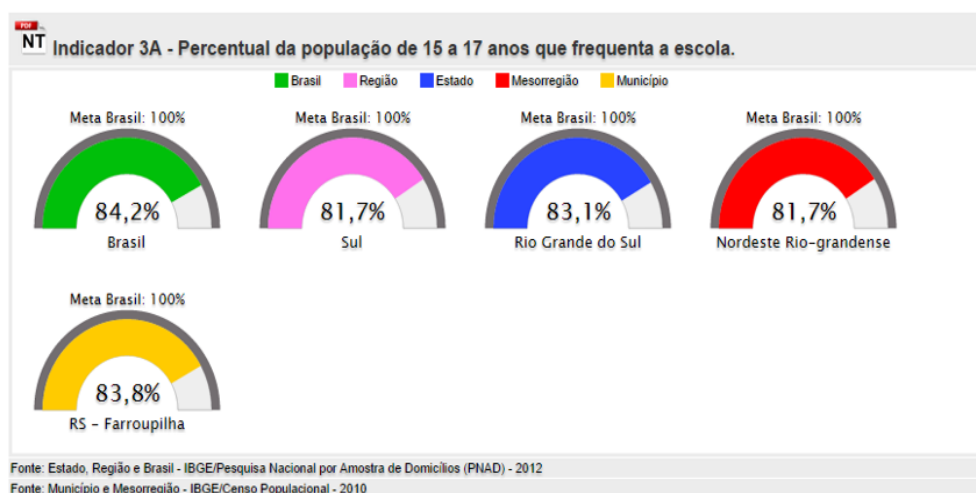 PDF
NT Indicador 3A - Percentual da população de 15 a 17 anos que frequenta a escola.
Brasil Região Estado Mesorregião Município
Meta Brasil: 100% Meta Brasil: 100% Meta Brasil: 100% Meta Brasil: 100%
84,2% 81,7% 83,1% 81,7%
Brasil Sul Rio Grande do Sul Nordeste Rio-grandense
Meta Brasil: 100%
83,8%
RS - Farroupilha
Fonte: Estado, Região e Brasil - IBGE/Pesquisa Nacional por Amostra de Domicílios (PNAD) - 2012
Fonte: Município e Mesorregião - IBGE/Censo Populacional - 2010